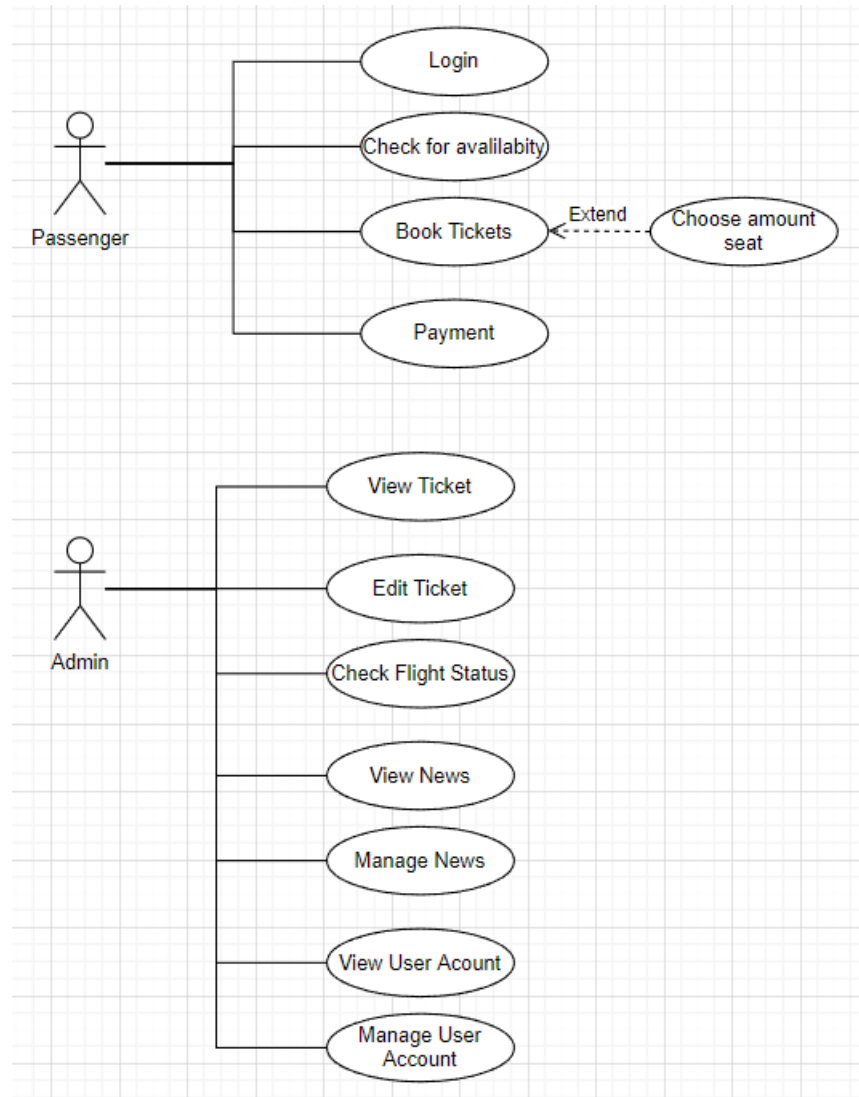 Login
Check for avalilabity
Passenger
Book Tickets
Extend
Choose amount
seat
Payment
View Ticket
Edit Ticket
Admin
Check Flight Status
View News
Manage News
View User Acount
Manage User
Account